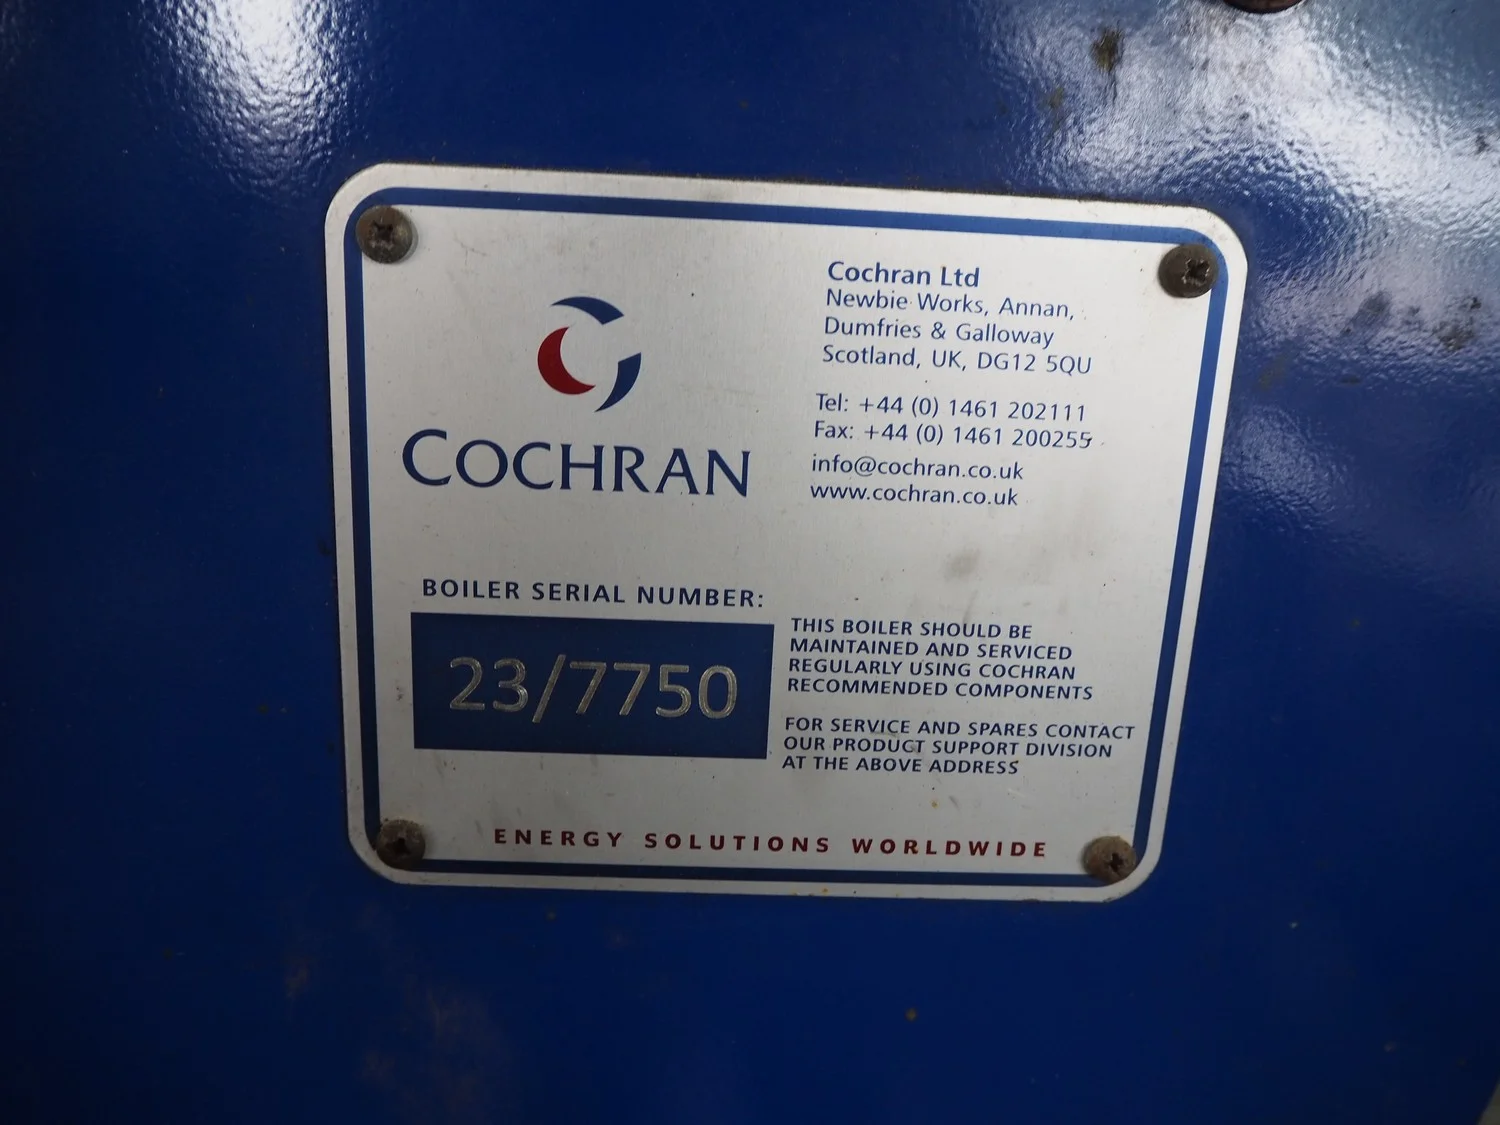 COCHRAN
Cochran Ltd
Newbie Works, Annan,
Dumfries & Galloway
Scotland, UK, DG12 5QU
Tel: +44 (0) 1461 202111
Fax: +44 (0) 1461 200255
info@cochran.co.uk
www.cochran.co.uk
BOILER SERIAL NUMBER:
23/7750
THIS BOILER SHOULD BE
MAINTAINED AND SERVICED
REGULARLY USING COCHRAN
RECOMMENDED COMPONENTS
FOR SERVICE AND SPARES CONTACT
OUR PRODUCT SUPPORT DIVISION
AT THE ABOVE ADDRESS
ENERGY SOLUTIONS WORLDWIDE